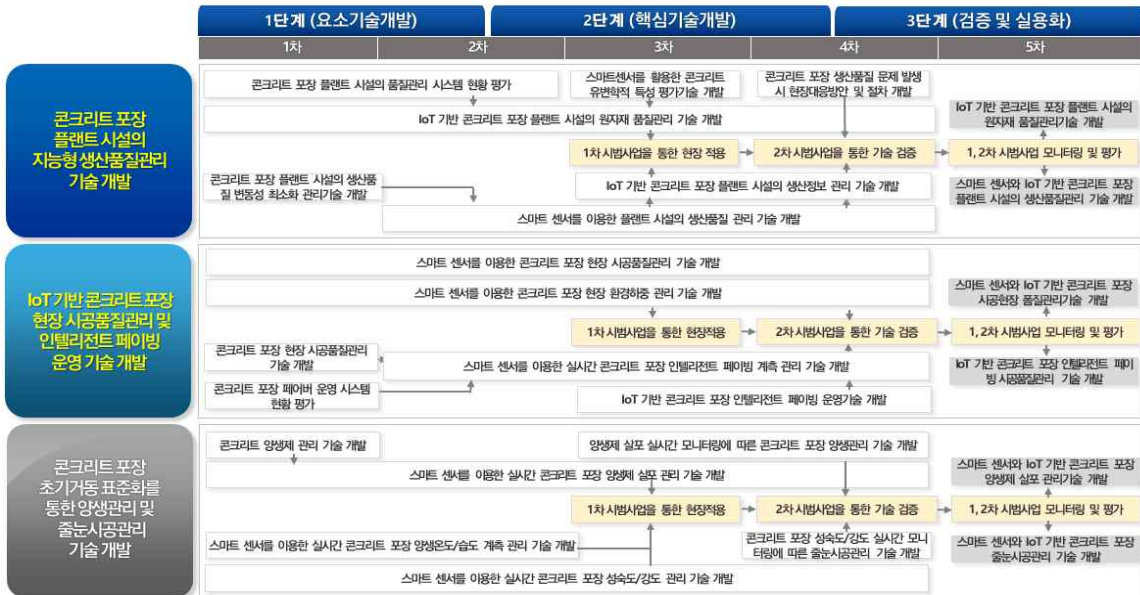 1단계 (요소기술개발)
2단계 (핵심기술개발)
3단계 (검증 및 실용화)
1차
2차
3차
4차
5차
콘크리트 포장
플랜트 시설의
지능형 생산품질관리
기술 개발
콘크리트 포장 플랜트 시설의 품질관리 시스템 현황 평가
스마트센서를 활용한 콘크리트
유변학적 특성 평가기술 개발
콘크리트 포장 생산품질 문제 발생
시 현장대응방안 및 절차 개발
IoT 기반 콘크리트 포장 플랜트 시설의 원자재 품질관리 기술 개발
IoT 기반 콘크리트 포장 플랜트 시설의
원자재 품질관리기술 개발
1차 시범사업을 통한 현장 적용
2차 시범사업을 통한 기술 검증
1, 2차 시범사업 모니터링 및 평가
콘크리트 포장 플랜트 시설의 생산품
질 변동성 최소화 관리기술 개발
IoT 기반 콘크리트 포장 플랜트 시설의 생산정보 관리 기술 개발
스마트 센서와 IoT 기반 콘크리트 포장
플랜트 시설의 생산품질관리 기술 개발
스마트 센서를 이용한 플랜트 시설의 생산품질 관리 기술 개발
IoT 기반 콘크리트 포장
현장 시공품질관리 및
인텔리전트 페이빙
운영 기술 개발
스마트 센서를 이용한 콘크리트 포장 현장 시공품질관리 기술 개발
스마트 센서를 이용한 콘크리트 포장 현장 환경하중 관리 기술 개발
스마트 센서와 IoT 기반 콘크리트 포장
시공현장 품질관리기술 개발
1차 시범사업을 통한 현장적용
2차 시범사업을 통한 기술 검증
1, 2차 시범사업 모니터링 및 평가
콘크리트 포장 현장 시공품질관리
기술 개발
스마트 센서를 이용한 실시간 콘크리트 포장 인텔리전트 페이빙 계측 관리 기술 개발
IoT 기반 콘크리트 포장 인텔리전트 페이
빙 시공품질관리 기술 개발
콘크리트 포장 페이버 운영 시스템
현황 평가
IoT 기반 콘크리트 포장 인텔리전트 페이빙 운영기술 개발
콘크리트 포장
초기거동 표준화를
통한 양생관리 및
줄눈시공관리
기술 개발
콘크리트 양생제 관리 기술 개발
양생제 살포 실시간 모니터링에 따른 콘크리트 포장 양생관리 기술 개발
스마트 센서를 이용한 실시간 콘크리트 포장 양생제 살포 관리 기술 개발
스마트 센서와 IoT 기반 콘크리트 포장
양생제 살포 관리기술 개발
1차 시범사업을 통한 현장적용
2차 시범사업을 통한 기술 검증
1, 2차 시범사업 모니터링 및 평가
스마트 센서를 이용한 실시간 콘크리트 포장 양생온도/습도 계측 관리 기술 개발
콘크리트 포장 성숙도/강도 실시간 모니
터링에 따른 줄눈시공관리 기술 개발
스마트 센서와 IoT 기반 콘크리트 포장
줄눈시공관리 기술 개발
스마트 센서를 이용한 실시간 콘크리트 포장 성숙도/강도 관리 기술 개발